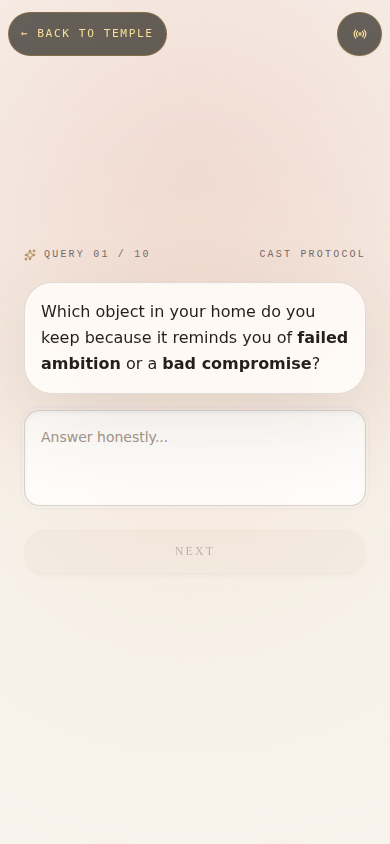 ← BACK TO TEMPLE
QUERY 01 / 10 CAST PROTOCOL
Which object in your home do you
keep because it reminds you of failed
ambition or a bad compromise?
Answer honestly...
NEXT